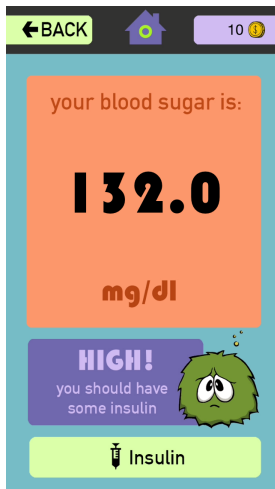 BACK
10
your blood sugar is:
132.0
mg/dl
HIGH!
you should have
some insulin
Insulin